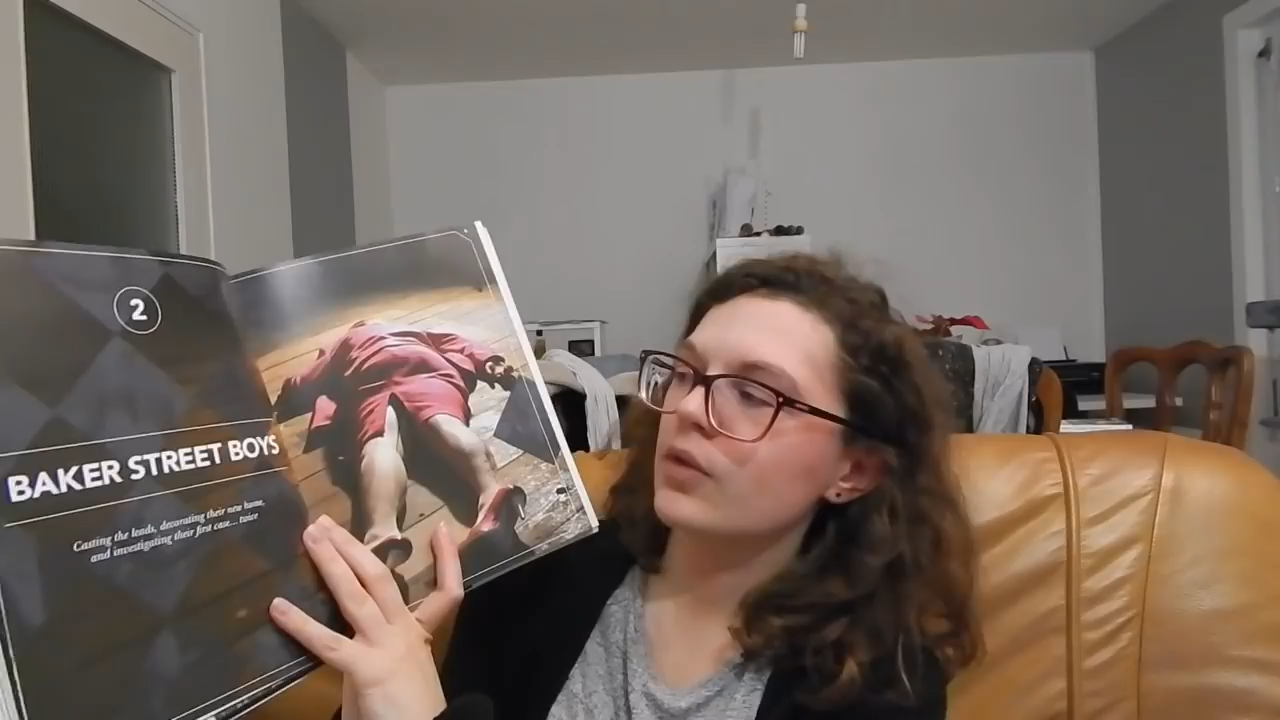 2
BAKER STREET BOYS
Casting the leads, decorating their new home,
and investigating their first case... twice